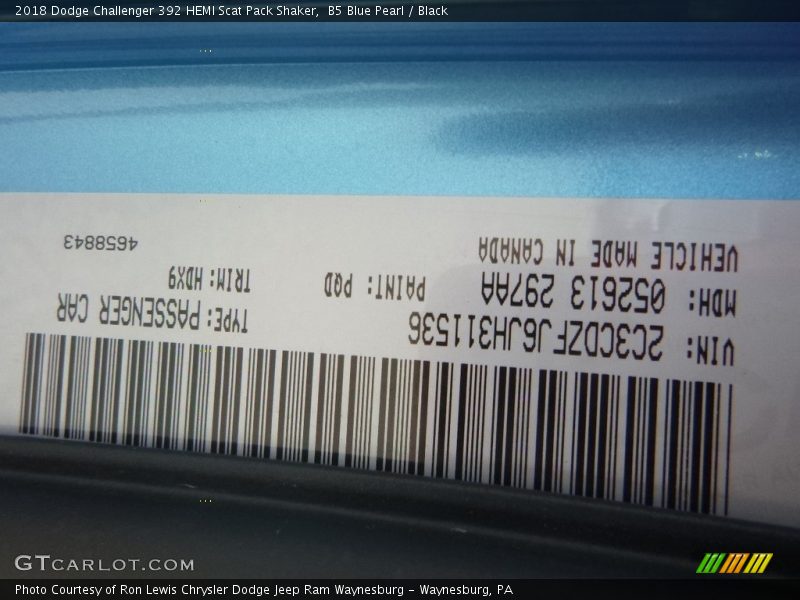 2018 Dodge Challenger 392 HEMI Scat Pack Shaker, B5 Blue Pearl / Black
VIN: 2C3CDZFJ6JH311536 TYPE: PASSENGER CAR
MDH: 052613 297AA PAINT: PQD TRIM: HDX9
VEHICLE MADE IN CANADA 4658843
GTCARLOT.COM
Photo Courtesy of Ron Lewis Chrysler Dodge Jeep Ram Waynesburg - Waynesburg, PA